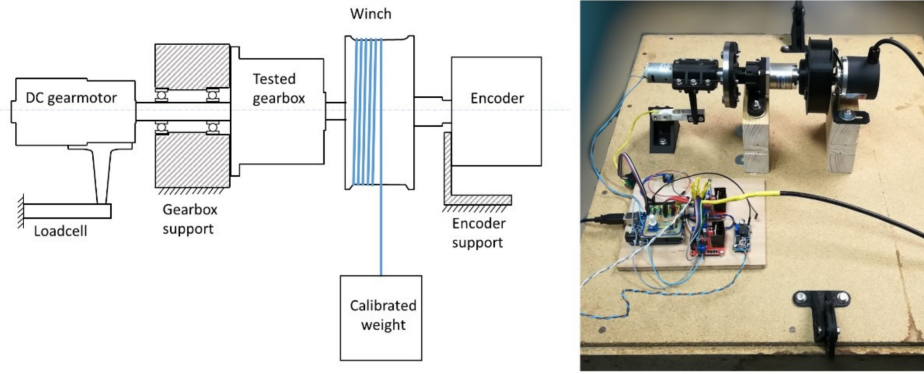 Winch
DC gearmotor
Tested
gearbox
Encoder
Loadcell
Gearbox
support
Encoder
support
Calibrated
weight